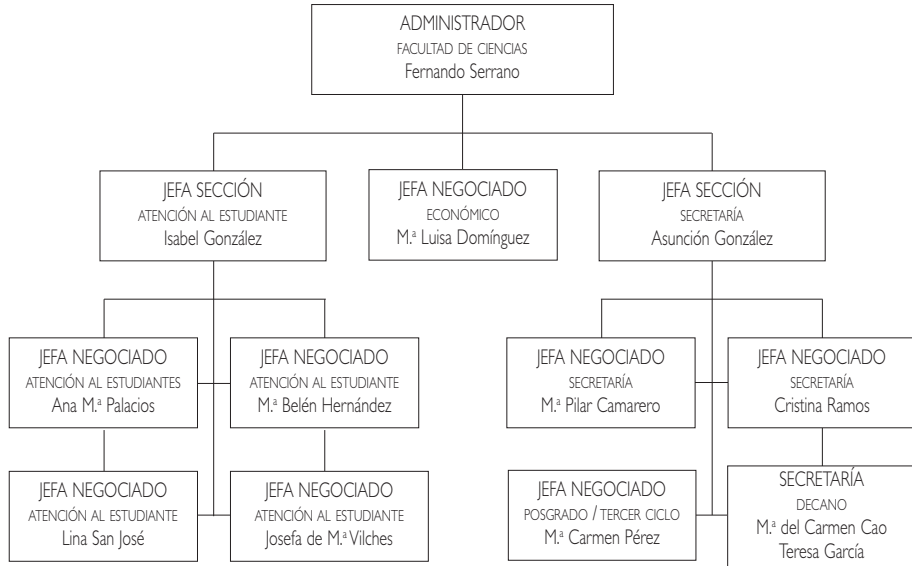 ADMINISTRADOR
FACULTAD DE CIENCIAS
Fernando Serrano
JEFA SECCIÓN
ATENCIÓN AL ESTUDIANTE
Isabel González
JEFA NEGOCIADO
ECONÓMICO
M.ª Luisa Domínguez
JEFA SECCIÓN
SECRETARÍA
Asunción González
JEFA NEGOCIADO
ATENCIÓN AL ESTUDIANTES
Ana M.ª Palacios
JEFA NEGOCIADO
ATENCIÓN AL ESTUDIANTE
M.ª Belén Hernández
JEFA NEGOCIADO
SECRETARÍA
M.ª Pilar Camarero
JEFA NEGOCIADO
SECRETARÍA
Cristina Ramos
JEFA NEGOCIADO
ATENCIÓN AL ESTUDIANTE
Lina San José
JEFA NEGOCIADO
ATENCIÓN AL ESTUDIANTE
Josefa de M.ª Vilches
JEFA NEGOCIADO
POSGRADO / TERCER CICLO
M.ª Carmen Pérez
SECRETARÍA
DECANO
M.ª del Carmen Cao
Teresa García